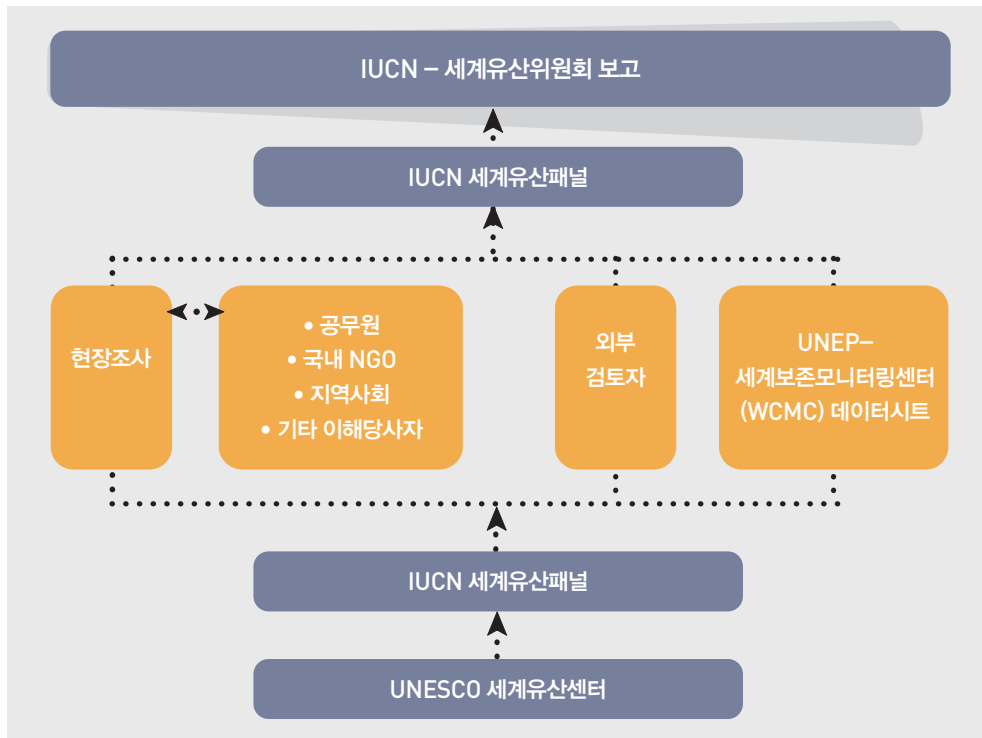 IUCN – 세계유산위원회 보고
IUCN 세계유산패널
현장조사
• 공무원
• 국내 NGO
• 지역사회
• 기타 이해당사자
외부
검토자
UNEP–
세계보존모니터링센터
(WCMC) 데이터시트
IUCN 세계유산패널
UNESCO 세계유산센터